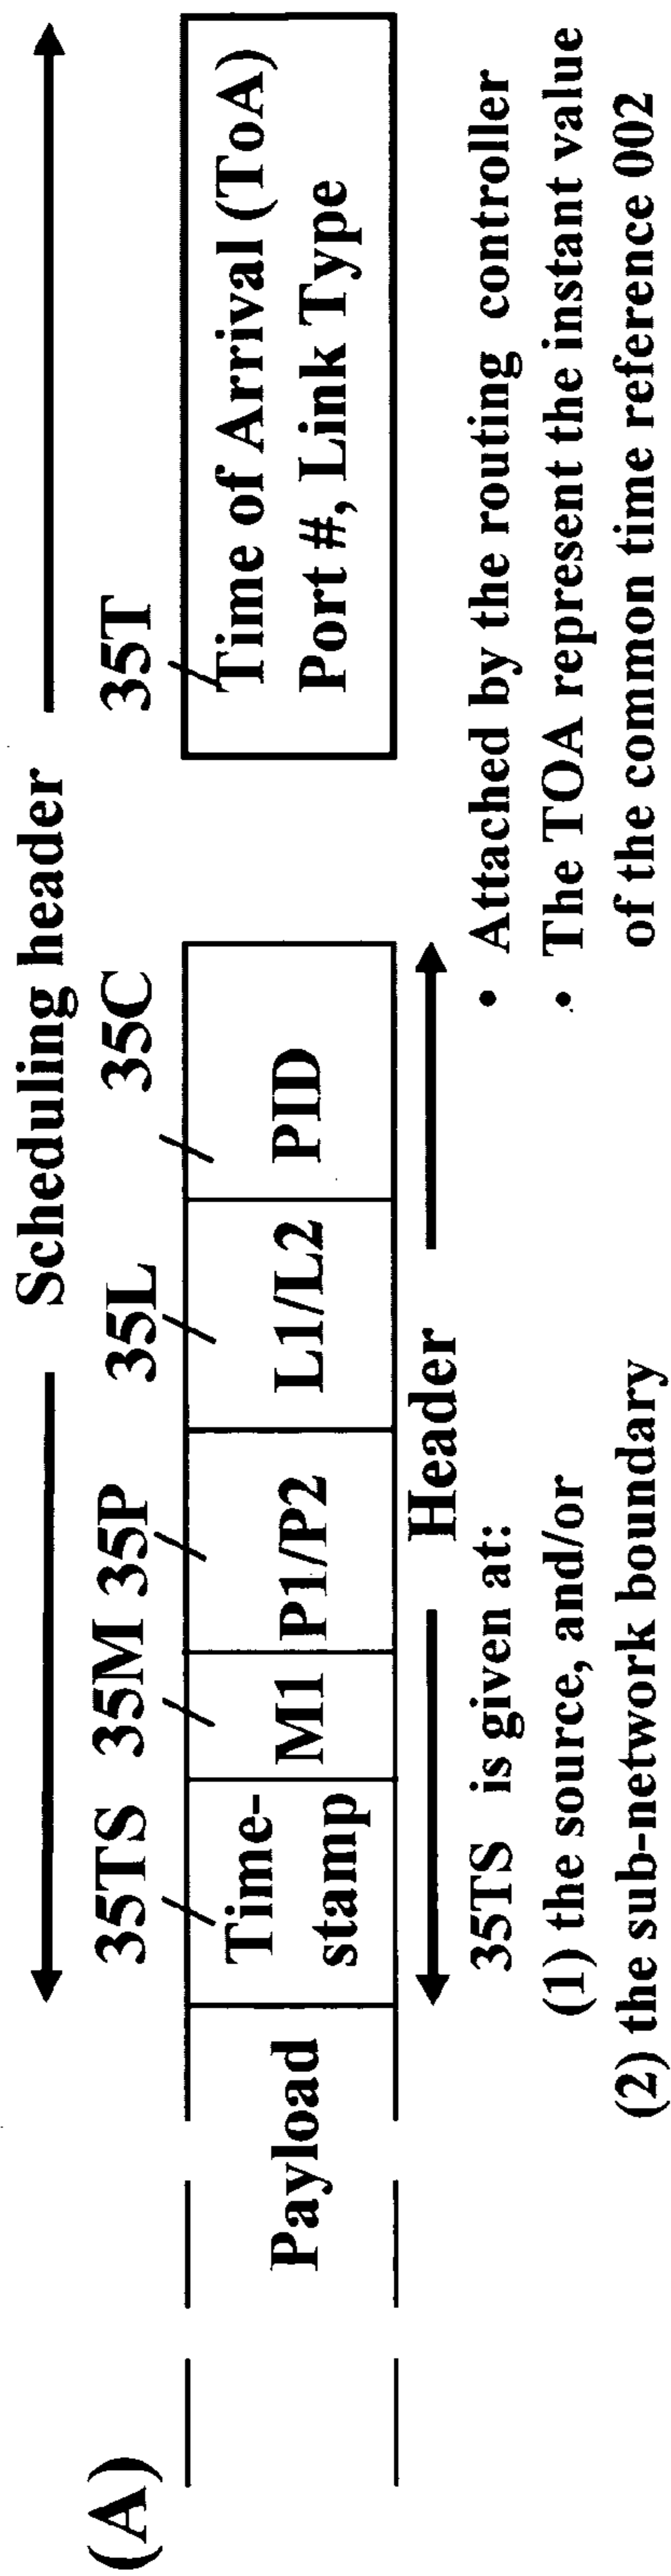 (A)
Scheduling header
35TS
35M
35P
35L
35C
35T
Payload
Time-
stamp
M1
P1/P2
L1/L2
PID
Time of Arrival (ToA)
Port #, Link Type
Header
35TS is given at:
(1) the source, and/or
(2) the sub-network boundary
• Attached by the routing controller
• The TOA represent the instant value
of the common time reference 002